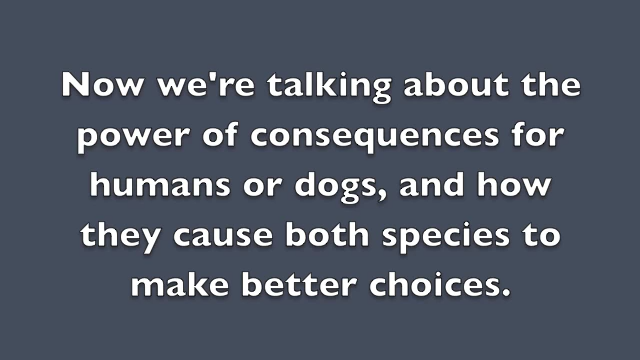 Now we're talking about the
power of consequences for
humans or dogs, and how
they cause both species to
make better choices.